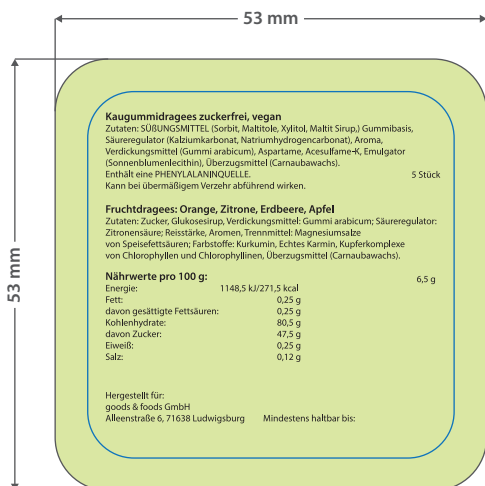 53 mm
53 mm
Kaugummidragees zuckerfrei, vegan
Zutaten: SÜßUNGSMITTEL (Sorbit, Maltitole, Xylitol, Maltit Sirup,) Gummibasis,
Säureregulator (Kalziumkarbonat, Natriumhydrogencarbonat), Aroma,
Verdickungsmittel (Gummi arabicum), Aspartame, Acesulfame-K, Emulgator
(Sonnenblumenlecithin), Überzugsmittel (Carnaubawachs).
Enthält eine PHENYLALANINQUELLE. 5 Stück
Kann bei übermäßigem Verzehr abführend wirken.
Fruchtdragees: Orange, Zitrone, Erdbeere, Apfel
Zutaten: Zucker, Glukosesirup, Verdickungsmittel: Gummi arabicum; Säureregulator:
Zitronensäure; Reisstärke, Aromen, Trennmittel: Magnesiumsalze
von Speisefettsäuren; Farbstoffe: Kurkumin, Echtes Karmin, Kupferkomplexe
von Chlorophyllen und Chlorophyllinen, Überzugsmittel (Carnaubawachs).
Nährwerte pro 100 g: 6,5 g
Energie: 1148,5 kJ/271,5 kcal
Fett: 0,25 g
davon gesättigte Fettsäuren: 0,25 g
Kohlenhydrate: 80,5 g
davon Zucker: 47,5 g
Eiweiß: 0,25 g
Salz: 0,12 g
Hergestellt für:
goods & foods GmbH
Alleenstraße 6, 71638 Ludwigsburg Mindestens haltbar bis: